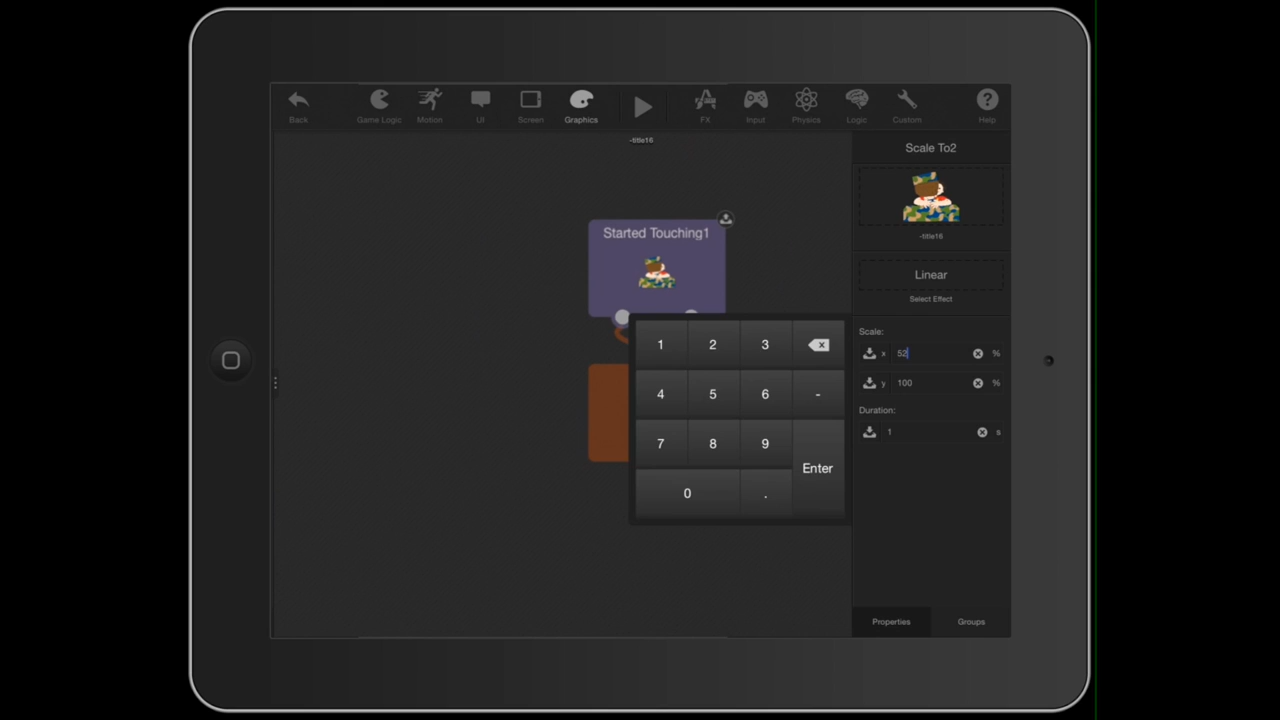 Back
Game Logic
Motion
UI
Screen
Graphics
FX
Input
Physics
Logic
Custom
Help
-title16
Scale To2
-title16
Linear
Select Effect
Scale:
x 52 %
y 100 %
Duration:
1 s
Started Touching1
1 2 3
4 5 6 -
7 8 9
Enter
0 .
Properties Groups